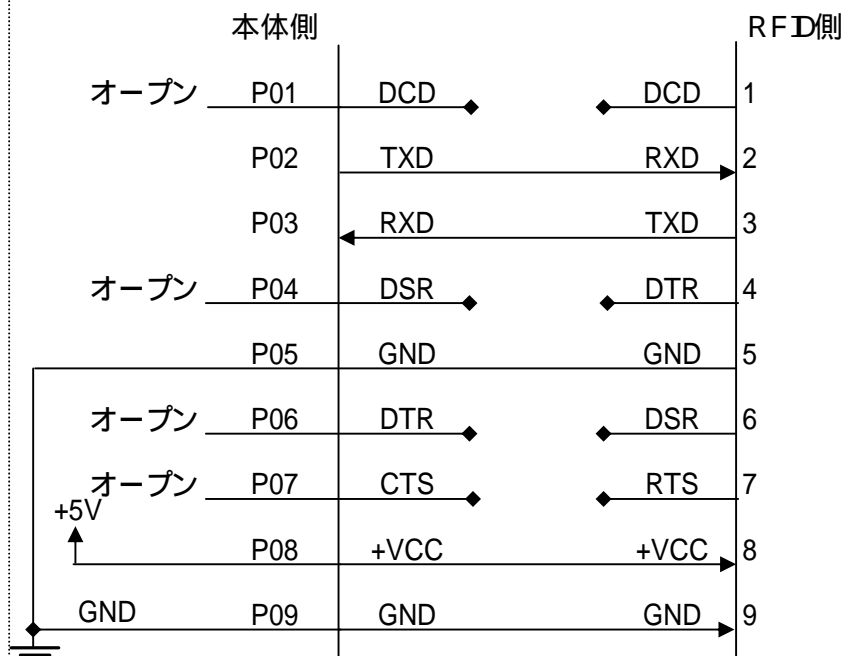 本体側 RFID側
オープン P01 DCD DCD 1
P02 TXD RXD 2
P03 RXD TXD 3
オープン P04 DSR DTR 4
P05 GND GND 5
オープン P06 DTR DSR 6
オープン P07 CTS RTS 7
+5V
P08 +VCC +VCC 8
GND P09 GND GND 9